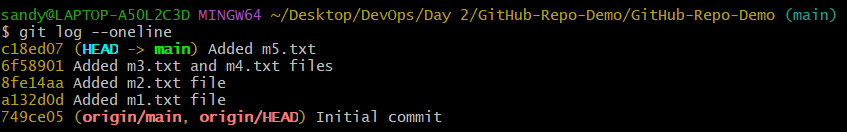 sandy@LAPTOP-A5OL2C3D MINGW64 ~/Desktop/DevOps/Day 2/GitHub-Repo-Demo/GitHub-Repo-Demo (main)
$ git log --oneline
c18ed07 (HEAD -> main) Added m5.txt
6f58901 Added m3.txt and m4.txt files
8fe14aa Added m2.txt file
a132d0d Added m1.txt file
749ce05 (origin/main, origin/HEAD) Initial commit